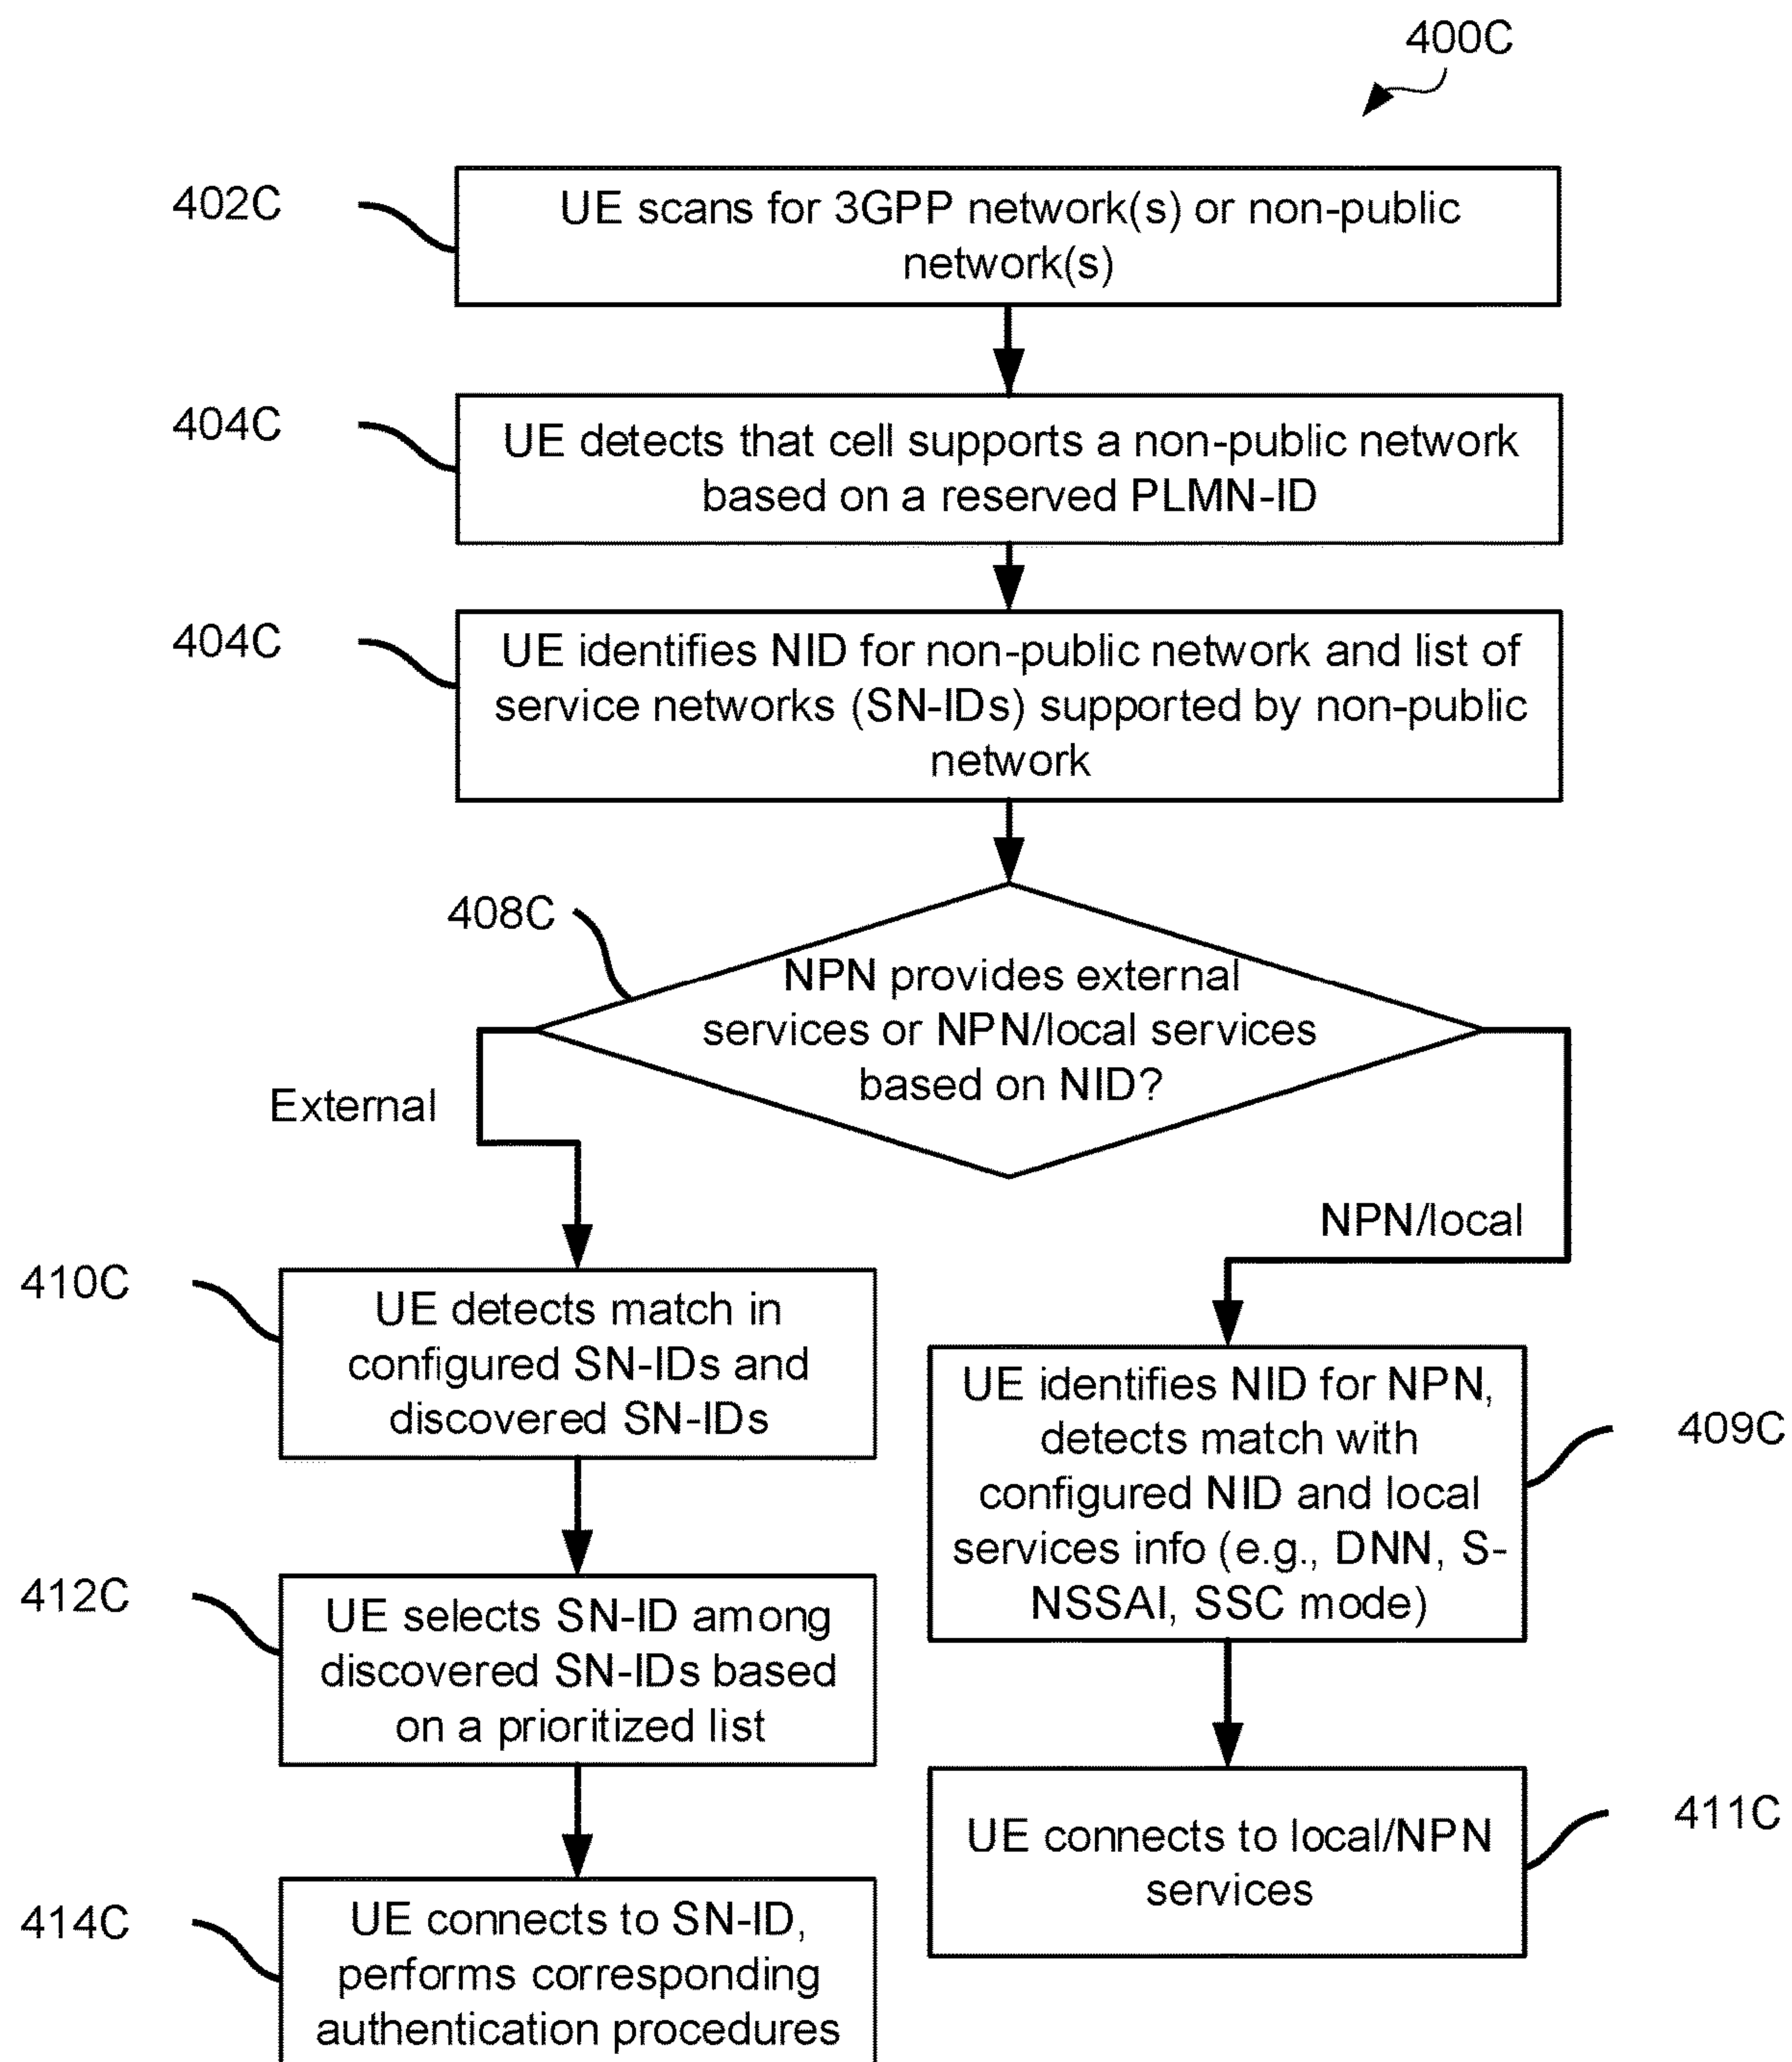 400C
402C
UE scans for 3GPP network(s) or non-public
network(s)
404C
UE detects that cell supports a non-public network
based on a reserved PLMN-ID
404C
UE identifies NID for non-public network and list of
service networks (SN-IDs) supported by non-public
network
408C
NPN provides external
services or NPN/local services
based on NID?
External
NPN/local
410C
UE detects match in
configured SN-IDs and
discovered SN-IDs
409C
UE identifies NID for NPN,
detects match with
configured NID and local
services info (e.g., DNN, S-
NSSAI, SSC mode)
412C
UE selects SN-ID among
discovered SN-IDs based
on a prioritized list
411C
UE connects to local/NPN
services
414C
UE connects to SN-ID,
performs corresponding
authentication procedures